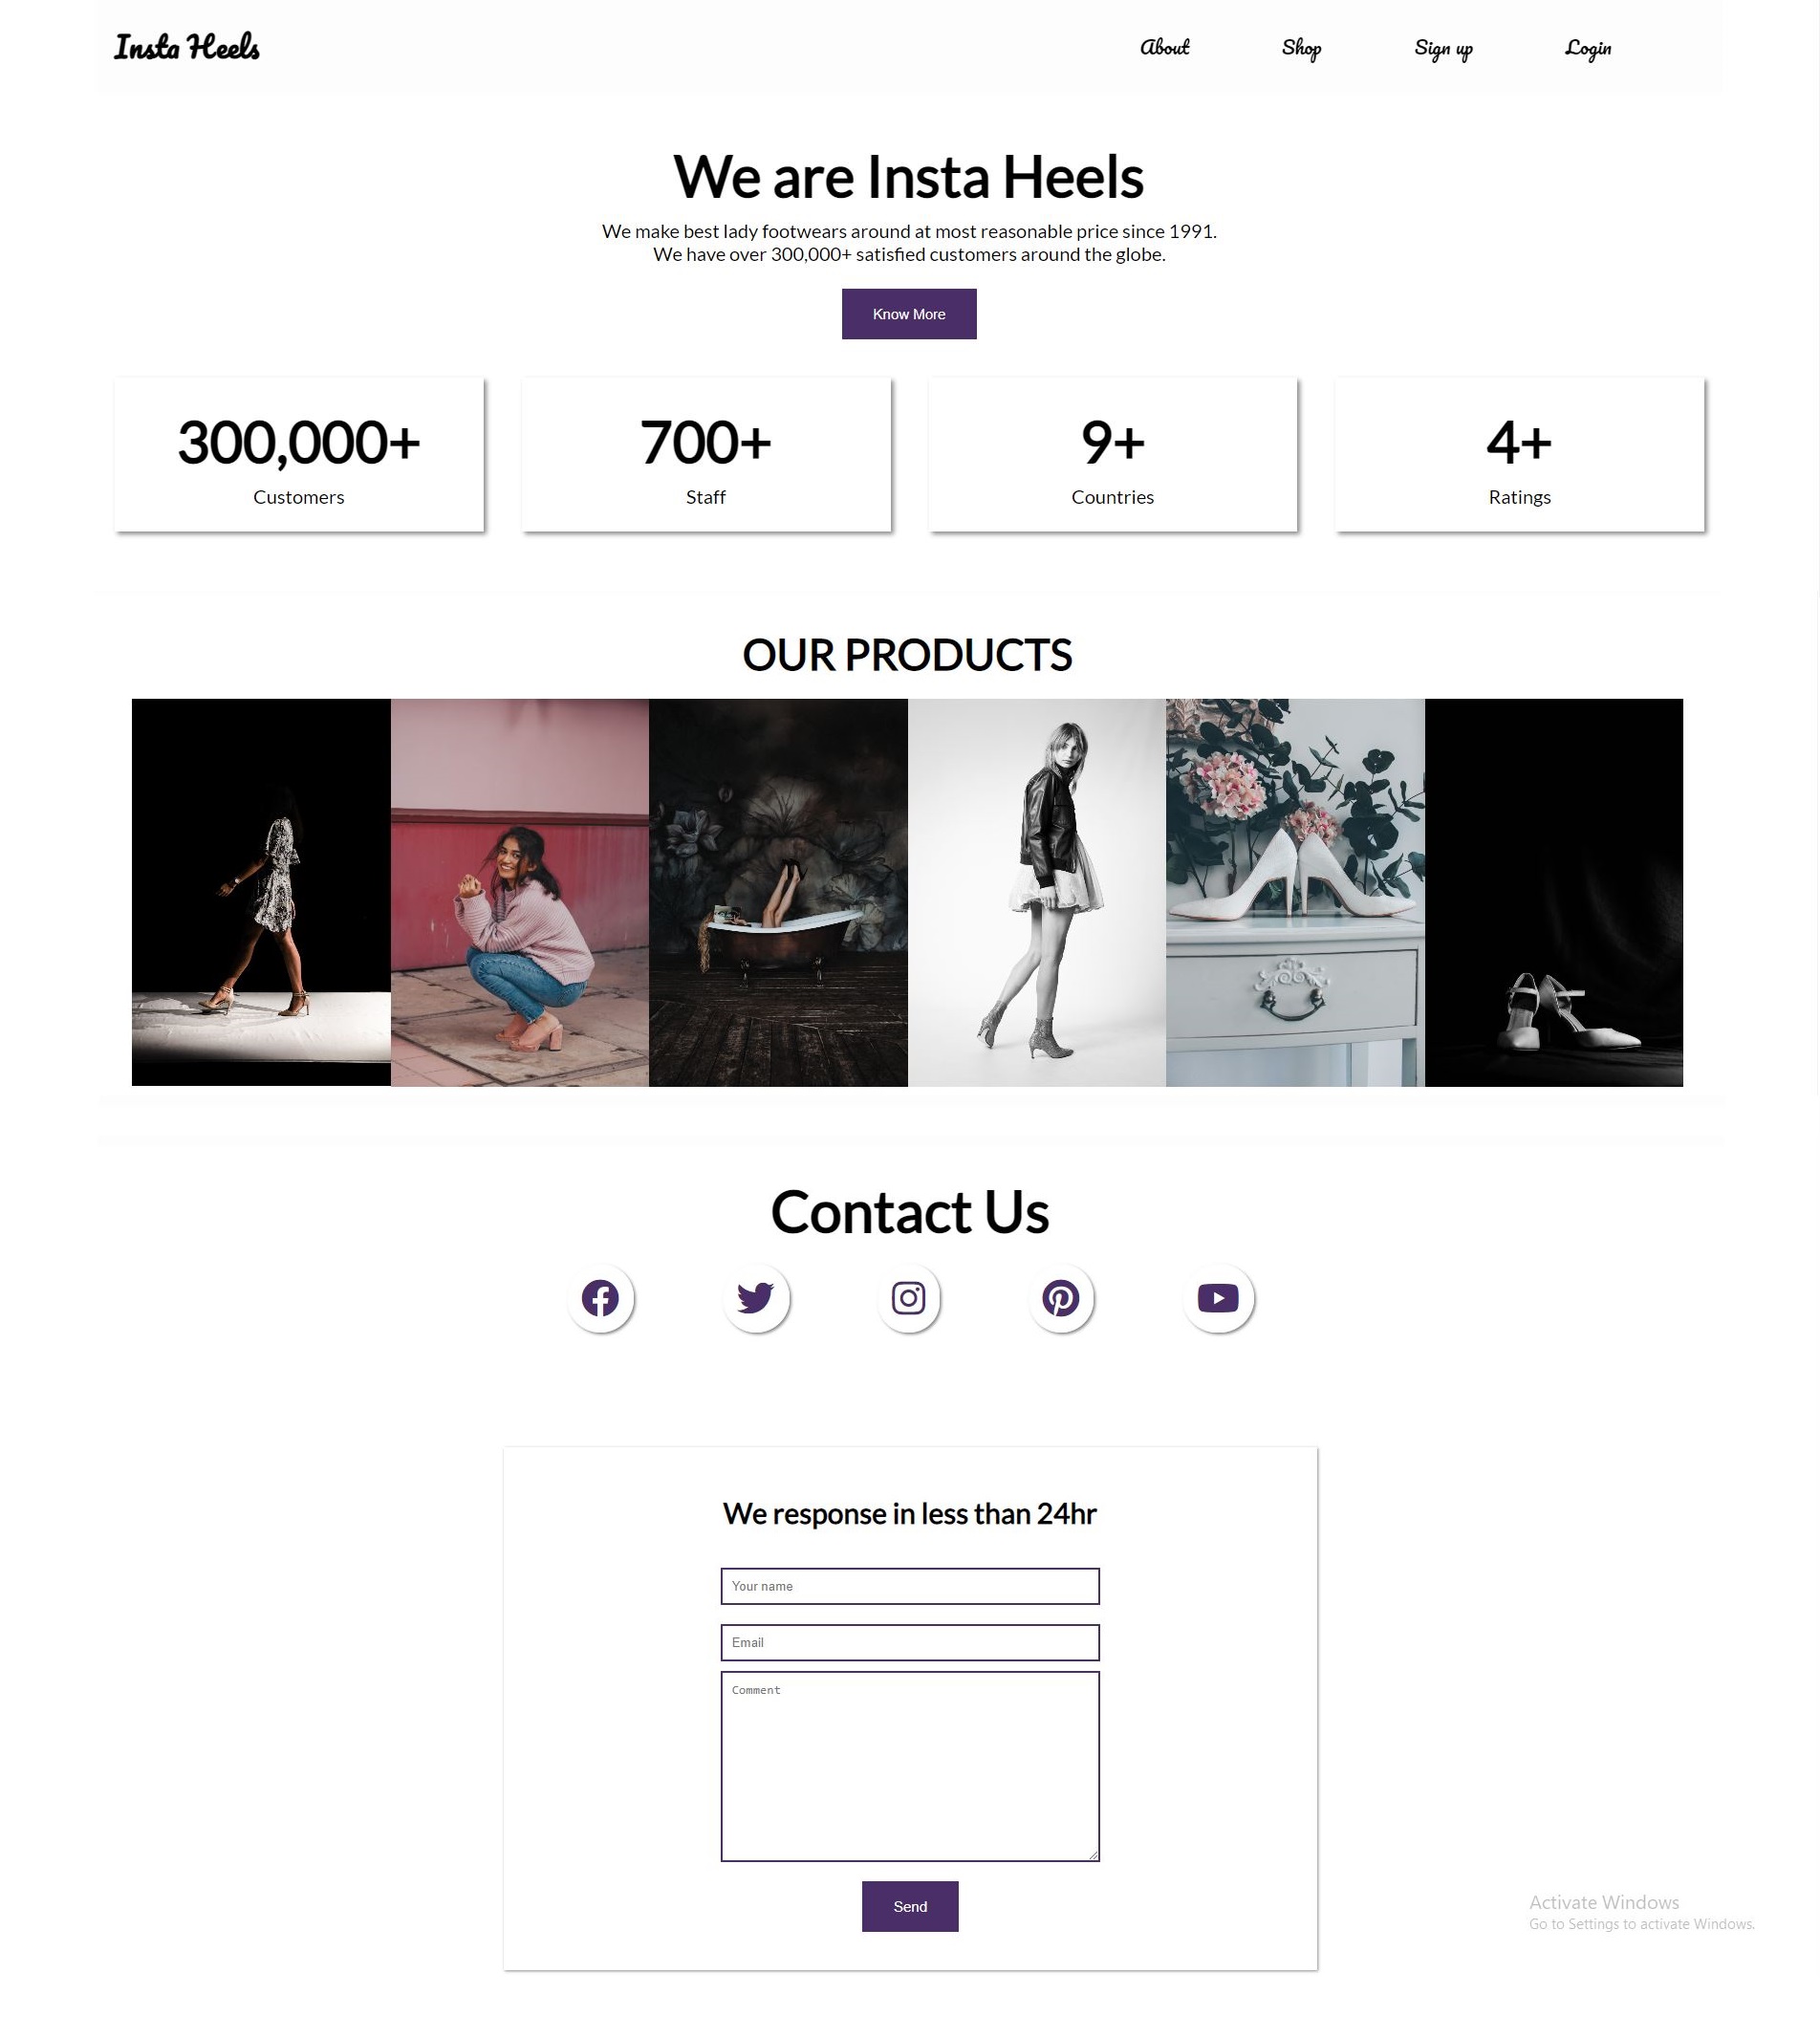 Insta Heels
About
Shop
Sign up
Login
We are Insta Heels
We make best lady footwears around at most reasonable price since 1991.
We have over 300,000+ satisfied customers around the globe.
Know More
300,000+
Customers
700+
Staff
9+
Countries
4+
Ratings
OUR PRODUCTS
Contact Us
We response in less than 24hr
Your name
Email
Comment
Send
Activate Windows
Go to Settings to activate Windows.